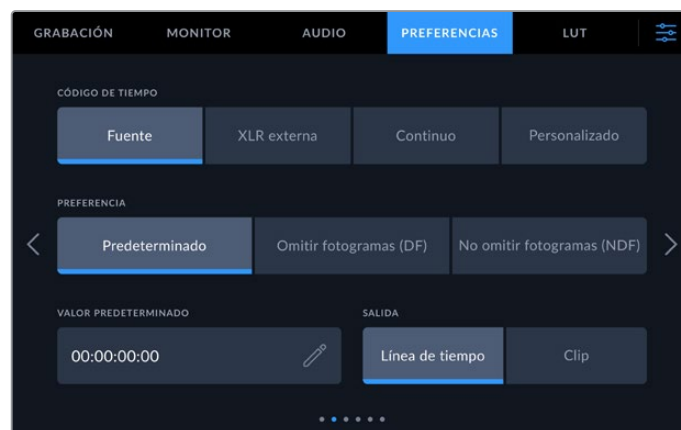 GRABACIÓN MONITOR AUDIO PREFERENCIAS LUT
CÓDIGO DE TIEMPO
Fuente XLR externa Continuo Personalizado
PREFERENCIA
Predeterminado Omitir fotogramas (DF) No omitir fotogramas (NDF)
VALOR PREDETERMINADO SALIDA
00:00:00:00 Línea de tiempo Clip